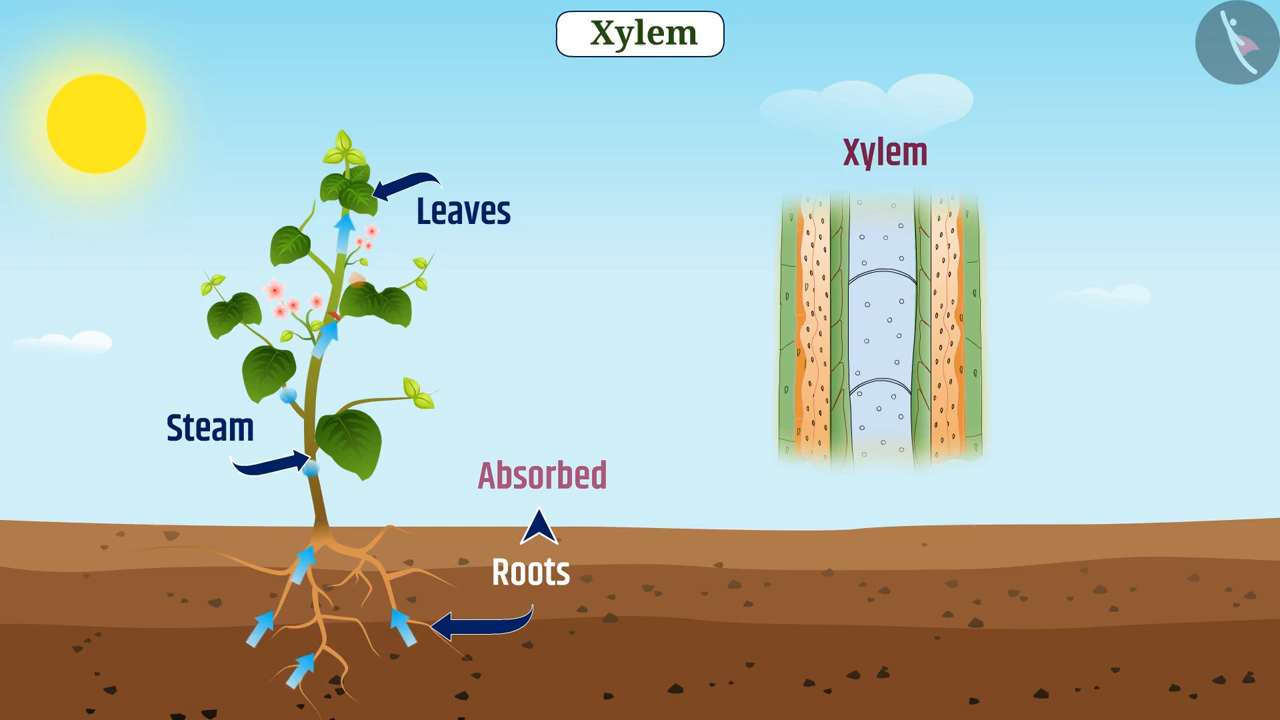 Xylem
Xylem
Leaves
Steam
Absorbed
Roots